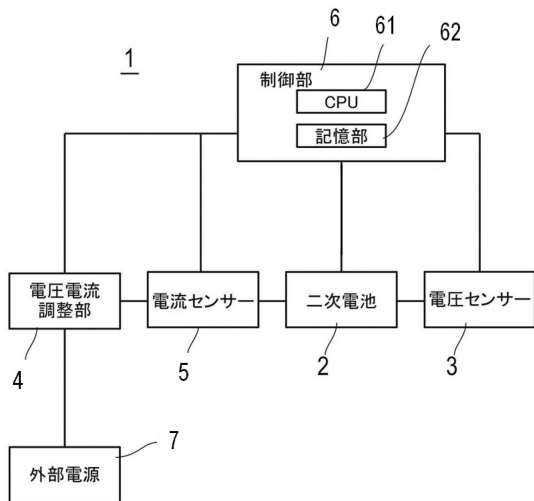 6
61
62
1
制御部
CPU
記憶部
電圧電流
調整部
電流センサー
二次電池
電圧センサー
4
5
2
3
7
外部電源